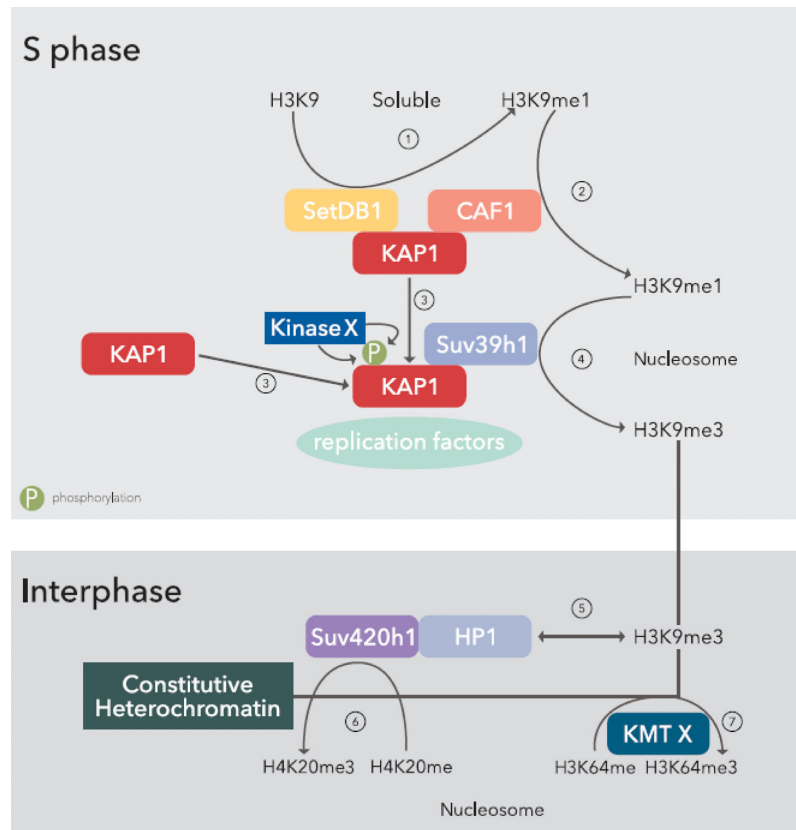 S phase
H3K9 Soluble H3K9me1
1
2
SetDB1 CAF1
KAP1
H3K9me1
3
Kinase X
P
Suv39h1
KAP1
3
KAP1
4
Nucleosome
replication factors
H3K9me3
P phosphorylation
Interphase
5
Suv420h1 HP1 H3K9me3
Constitutive
Heterochromatin
6
KMT X
7
H4K20me3 H4K20me H3K64me H3K64me3
Nucleosome